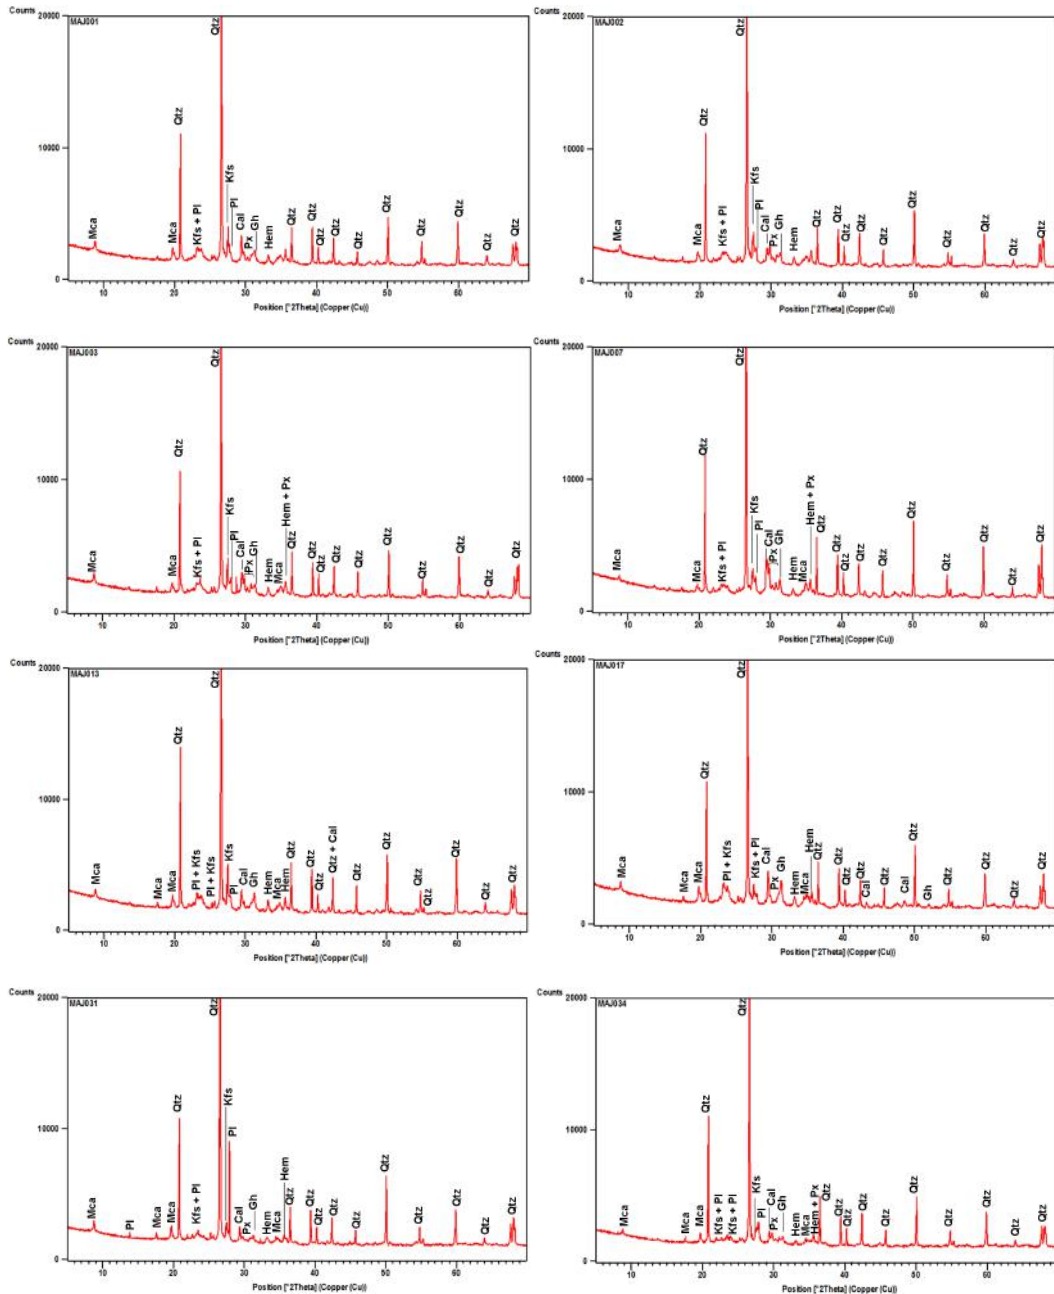 Counts
20000
MAJ001
10000
0
Mca
Mca
Qtz
Kfs + Pl
Qtz
Kfs
Pl
Cal
Px
Gh
Hem
Qtz
Qtz
Qtz
Qtz
Qtz
Qtz
Qtz
Qtz
Qtz
Qtz
10 20 30 40 50 60
Position [°2Theta] (Copper (Cu))
Counts
20000
MAJ002
10000
0
Mca
Mca
Qtz
Kfs + Pl
Qtz
Kfs
Pl
Cal
Px
Gh
Hem
Qtz
Qtz
Qtz
Qtz
Qtz
Qtz
Qtz
Qtz
Qtz
Qtz
10 20 30 40 50 60
Position [°2Theta] (Copper (Cu))
Counts
20000
MAJ003
10000
0
Mca
Mca
Qtz
Kfs + Pl
Qtz
Kfs
Pl
Cal
Px
Gh
Hem
Mca
Hem + Px
Qtz
Qtz
Qtz
Qtz
Qtz
Qtz
Qtz
Qtz
Qtz
Qtz
10 20 30 40 50 60
Position [°2Theta] (Copper (Cu))
Counts
20000
MAJ007
10000
0
Mca
Mca
Qtz
Kfs + Pl
Qtz
Kfs
Pl
Cal
Px
Gh
Hem
Mca
Hem + Px
Qtz
Qtz
Qtz
Qtz
Qtz
Qtz
Qtz
Qtz
Qtz
Qtz
10 20 30 40 50 60
Position [°2Theta] (Copper (Cu))
Counts
20000
MAJ013
10000
0
Mca
Mca
Mca
Qtz
Pl + Kfs
Pl + Kfs
Qtz
Kfs
Pl
Cal
Gh
Hem
Mca
Hem
Qtz
Qtz
Qtz
Qtz + Cal
Qtz
Qtz
Qtz
Qtz
Qtz
Qtz
Qtz
10 20 30 40 50 60
Position [°2Theta] (Copper (Cu))
Counts
20000
MAJ017
10000
0
Mca
Mca
Mca
Qtz
Pl + Kfs
Qtz
Kfs + Pl
Cal
Px
Gh
Hem
Mca
Hem
Qtz
Qtz
Qtz
Qtz
Cal
Qtz
Cal
Qtz
Gh
Qtz
Qtz
Qtz
Qtz
10 20 30 40 50 60
Position [°2Theta] (Copper (Cu))
Counts
20000
MAJ031
10000
0
Mca
Pl
Mca
Mca
Qtz
Kfs + Pl
Qtz
Kfs
Pl
Cal
Px
Gh
Hem
Mca
Hem
Qtz
Qtz
Qtz
Qtz
Qtz
Qtz
Qtz
Qtz
Qtz
Qtz
10 20 30 40 50 60
Position [°2Theta] (Copper (Cu))
Counts
20000
MAJ034
10000
0
Mca
Mca
Mca
Qtz
Kfs + Pl
Kfs + Pl
Qtz
Kfs
Pl
Cal
Px
Gh
Hem
Mca
Hem + Px
Qtz
Qtz
Qtz
Qtz
Qtz
Qtz
Qtz
Qtz
Qtz
Qtz
10 20 30 40 50 60
Position [°2Theta] (Copper (Cu))